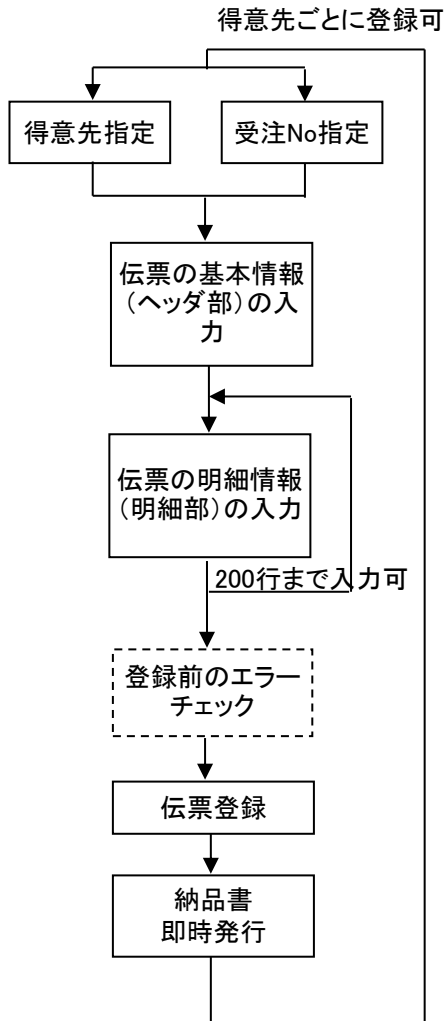 得意先ごとに登録可
得意先指定
受注No指定
伝票の基本情報
(ヘッダ部)の入
力
伝票の明細情報
(明細部)の入力
200行まで入力可
登録前のエラー
チェック
伝票登録
納品書
即時発行